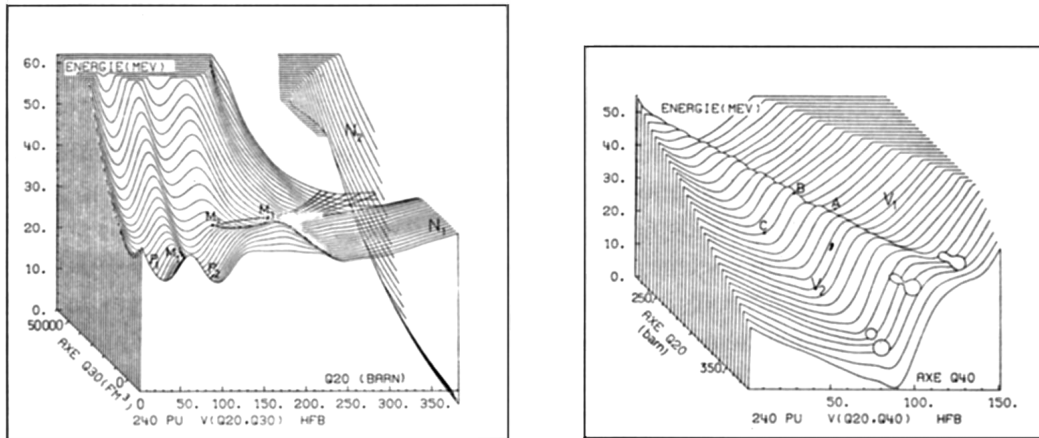 ENERGIE(MEV)
60.
50.
40.
30.
20.
10.
0.
50000
AXE Q30(FM³)
0
N₂
N₁
P₁
P₂
Q20 (BARN)
0 50. 100. 150. 200. 250. 300. 350.
240 PU V(Q20,Q30) HFB
ENERGIE(MEV)
50.
40.
30.
20.
10.
0.
B
A
C
V₁
V₂
250.
AXE Q20
(barn)
350.
AXE Q40
0 50. 100. 150.
240 PU V(Q20,Q40) HFB